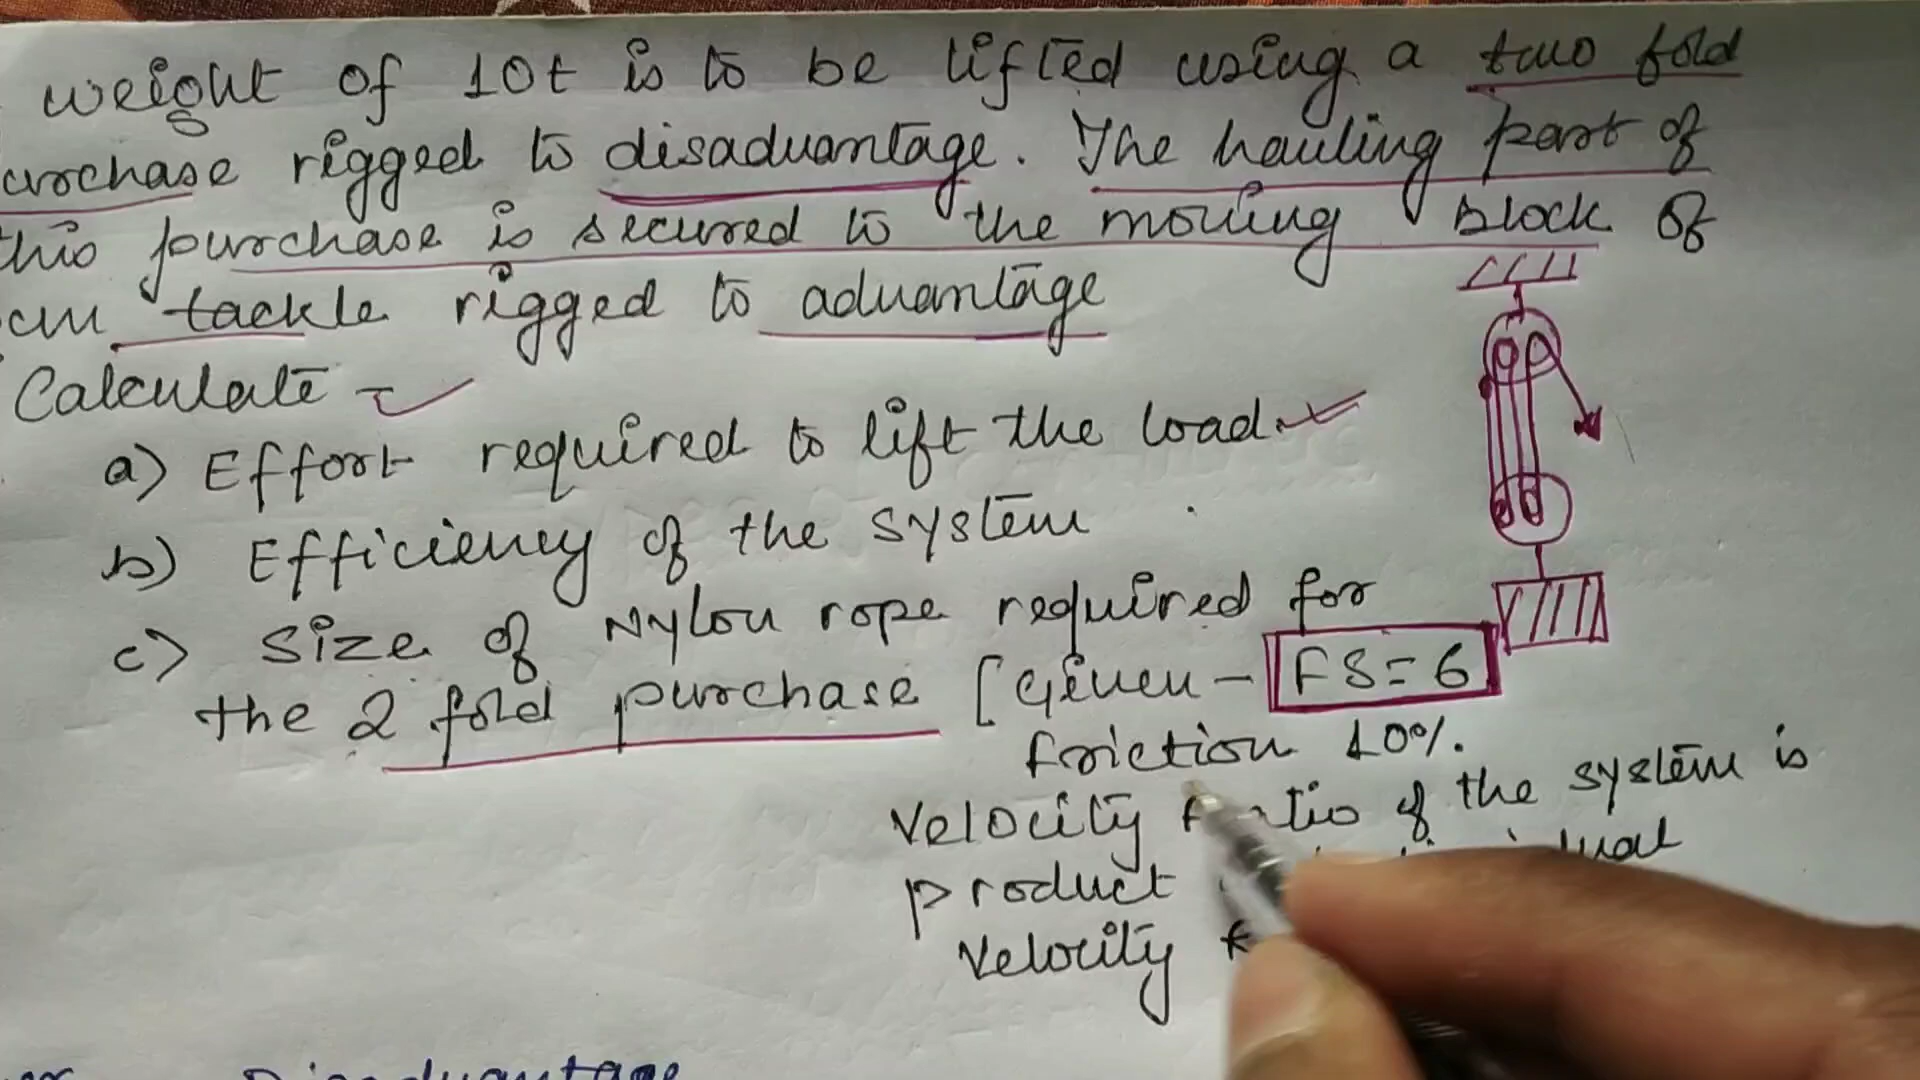 weight of 10t is to be lifted using a two fold
urchase rigged to disadvantage. The hauling part of
this purchase is secured to the moving block of
tackle rigged to advantage
Calculate
a) Effort required to lift the load.
b) Efficiency of the system
c) Size of Nylon rope required for
the 2 fold purchase [Given - FS=6
friction 10%.
Velocity of the system is
product
Velocity
Disadvantage